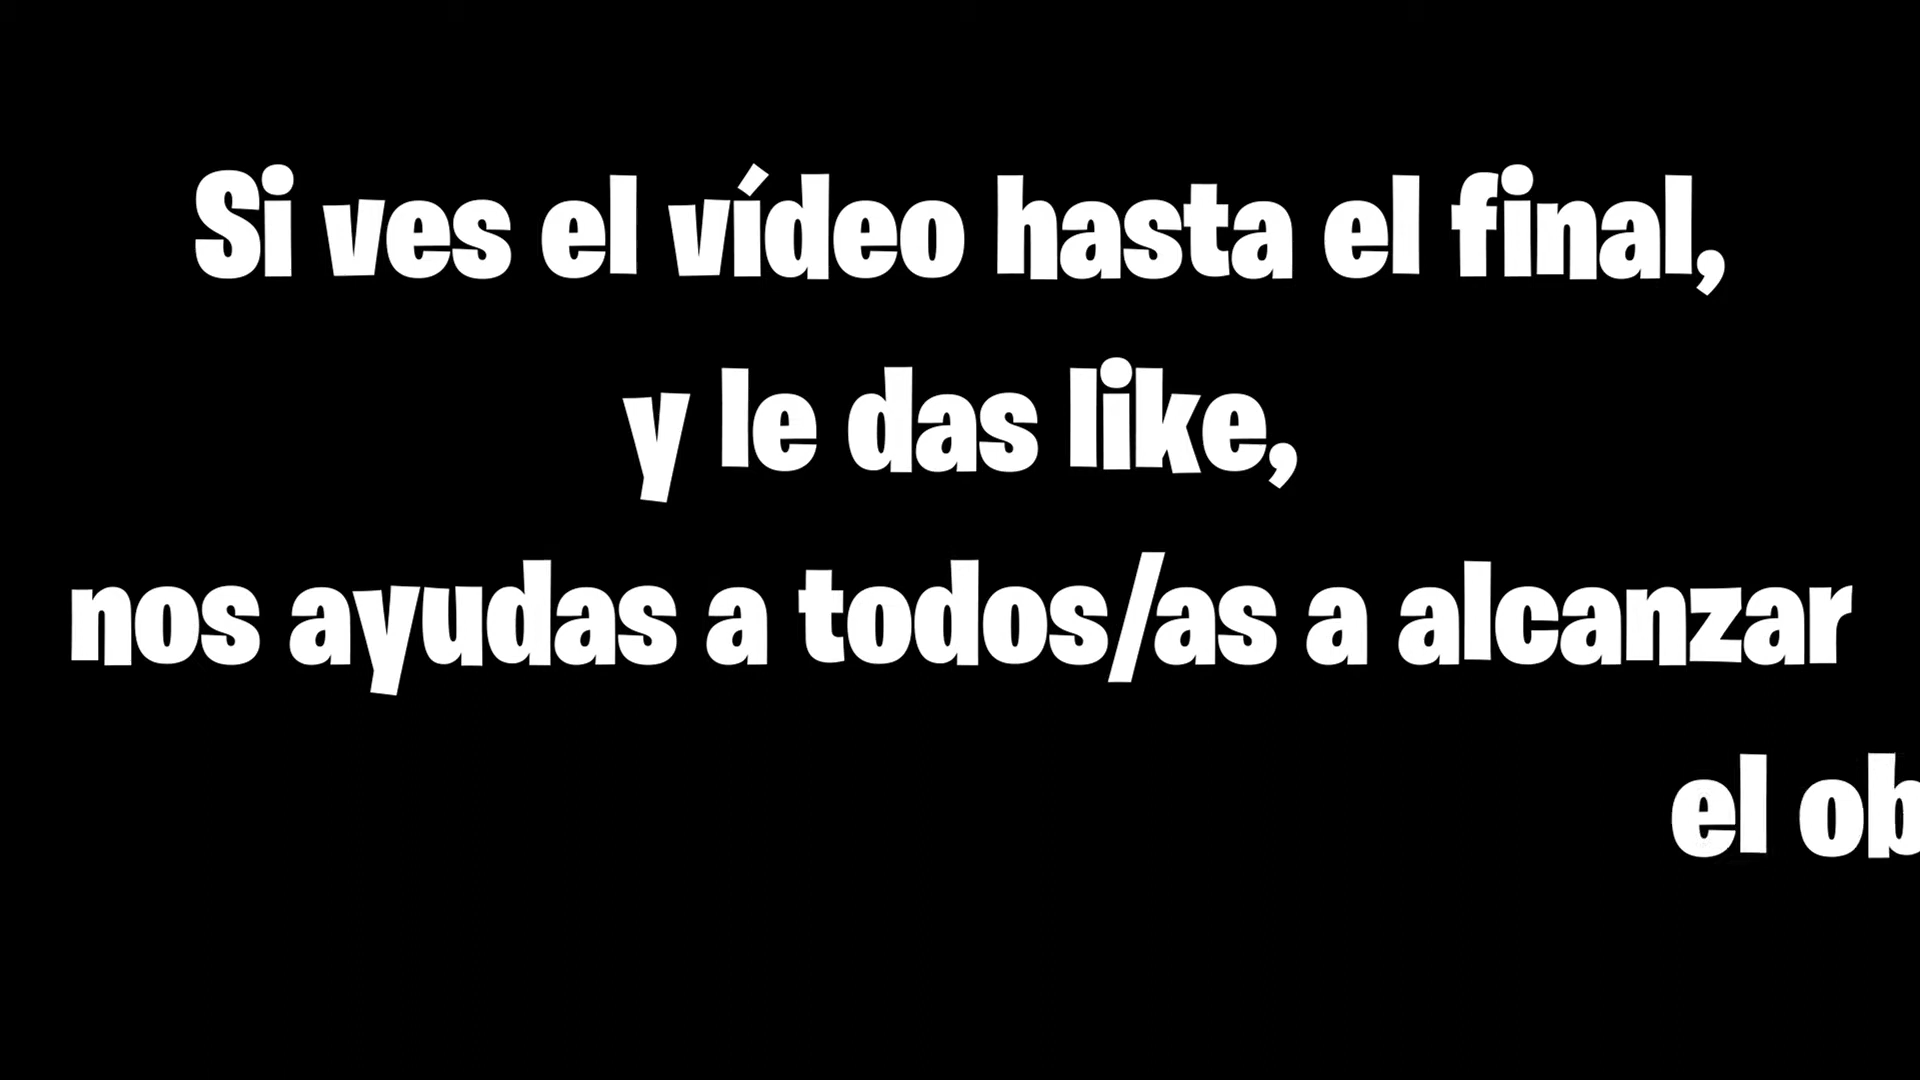 Si ves el vídeo hasta el final,
y le das like,
nos ayudas a todos/as a alcanzar
el ob